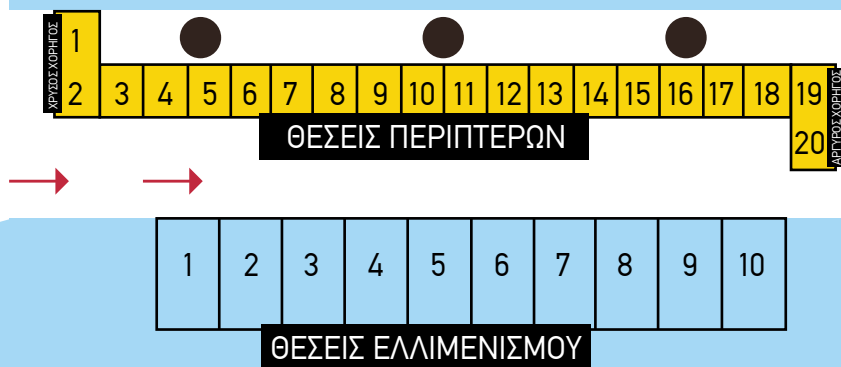 ΧΡΥΣΟΣ ΧΟΡΗΓΟΣ
1
2 3 4 5 6 7 8 9 10 11 12 13 14 15 16 17 18 19
20
ΑΡΓΥΡΟΣ ΧΟΡΗΓΟΣ
ΘΕΣΕΙΣ ΠΕΡΙΠΤΕΡΩΝ
1 2 3 4 5 6 7 8 9 10
ΘΕΣΕΙΣ ΕΛΛΙΜΕΝΙΣΜΟΥ